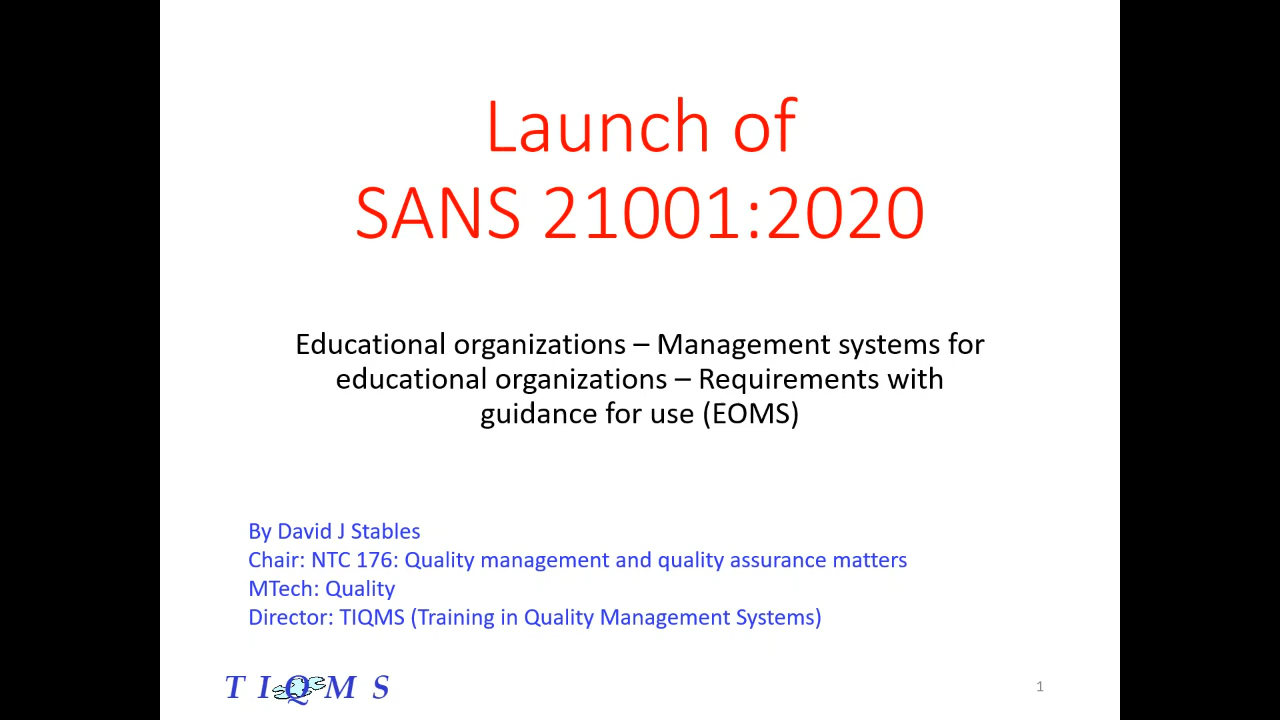 Launch of
SANS 21001:2020
Educational organizations – Management systems for
educational organizations – Requirements with
guidance for use (EOMS)
By David J Stables
Chair: NTC 176: Quality management and quality assurance matters
MTech: Quality
Director: TIQMS (Training in Quality Management Systems)
T I Q M S
1